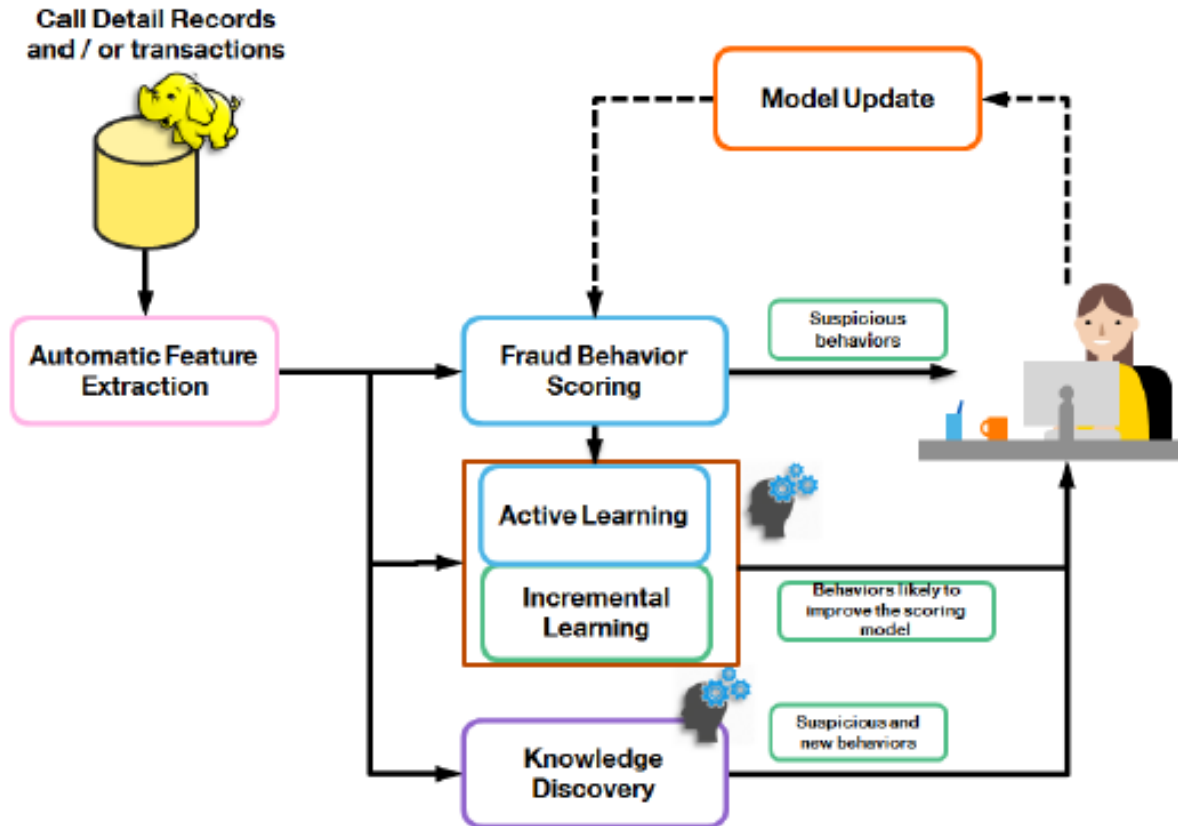 Call Detail Records
and / or transactions
Model Update
Automatic Feature
Extraction
Fraud Behavior
Scoring
Suspicious
behaviors
Active Learning
Incremental
Learning
Behaviors likely to
improve the scoring
model
Knowledge
Discovery
Suspicious and
new behaviors